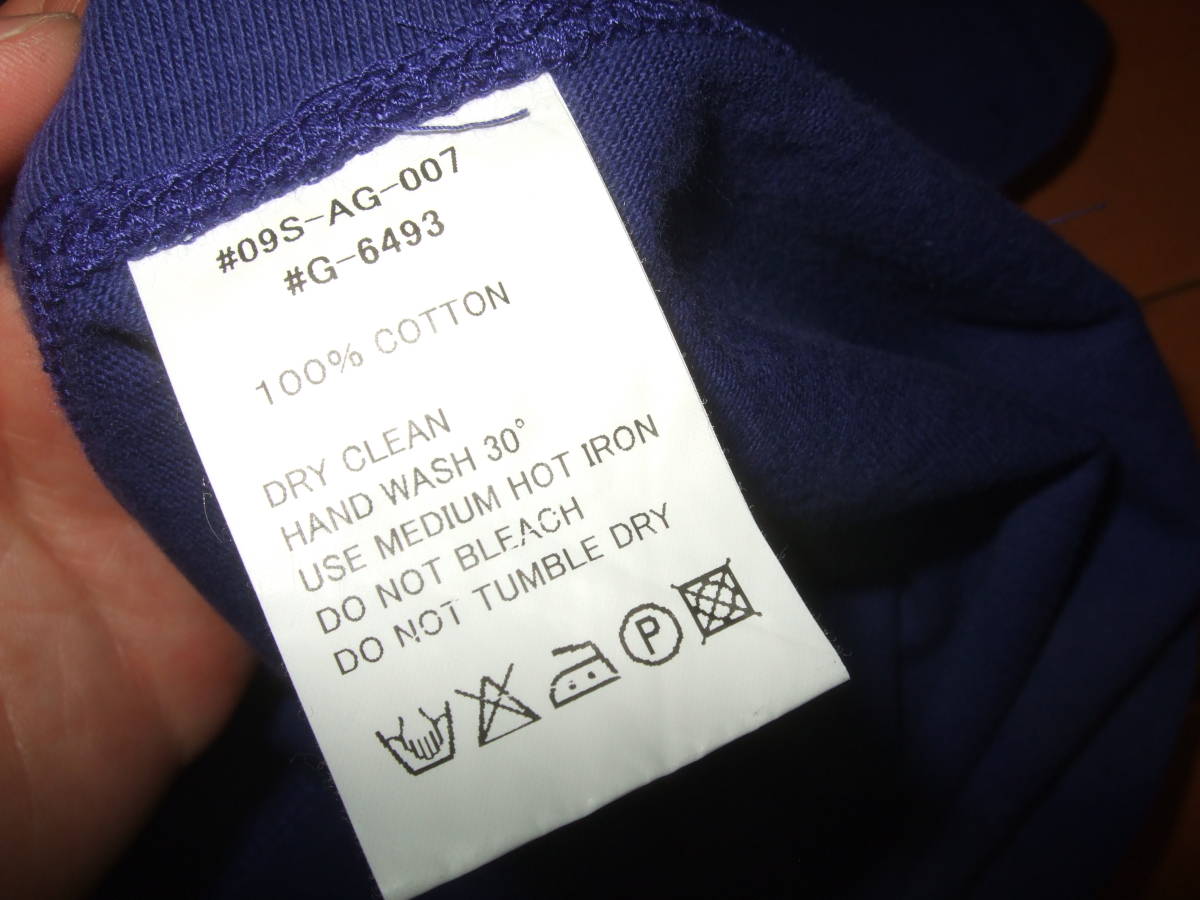 #09S-AG-007
#G-6493
100% COTTON
DRY CLEAN
HAND WASH 30°
USE MEDIUM HOT IRON
DO NOT BLEACH
DO NOT TUMBLE DRY
P